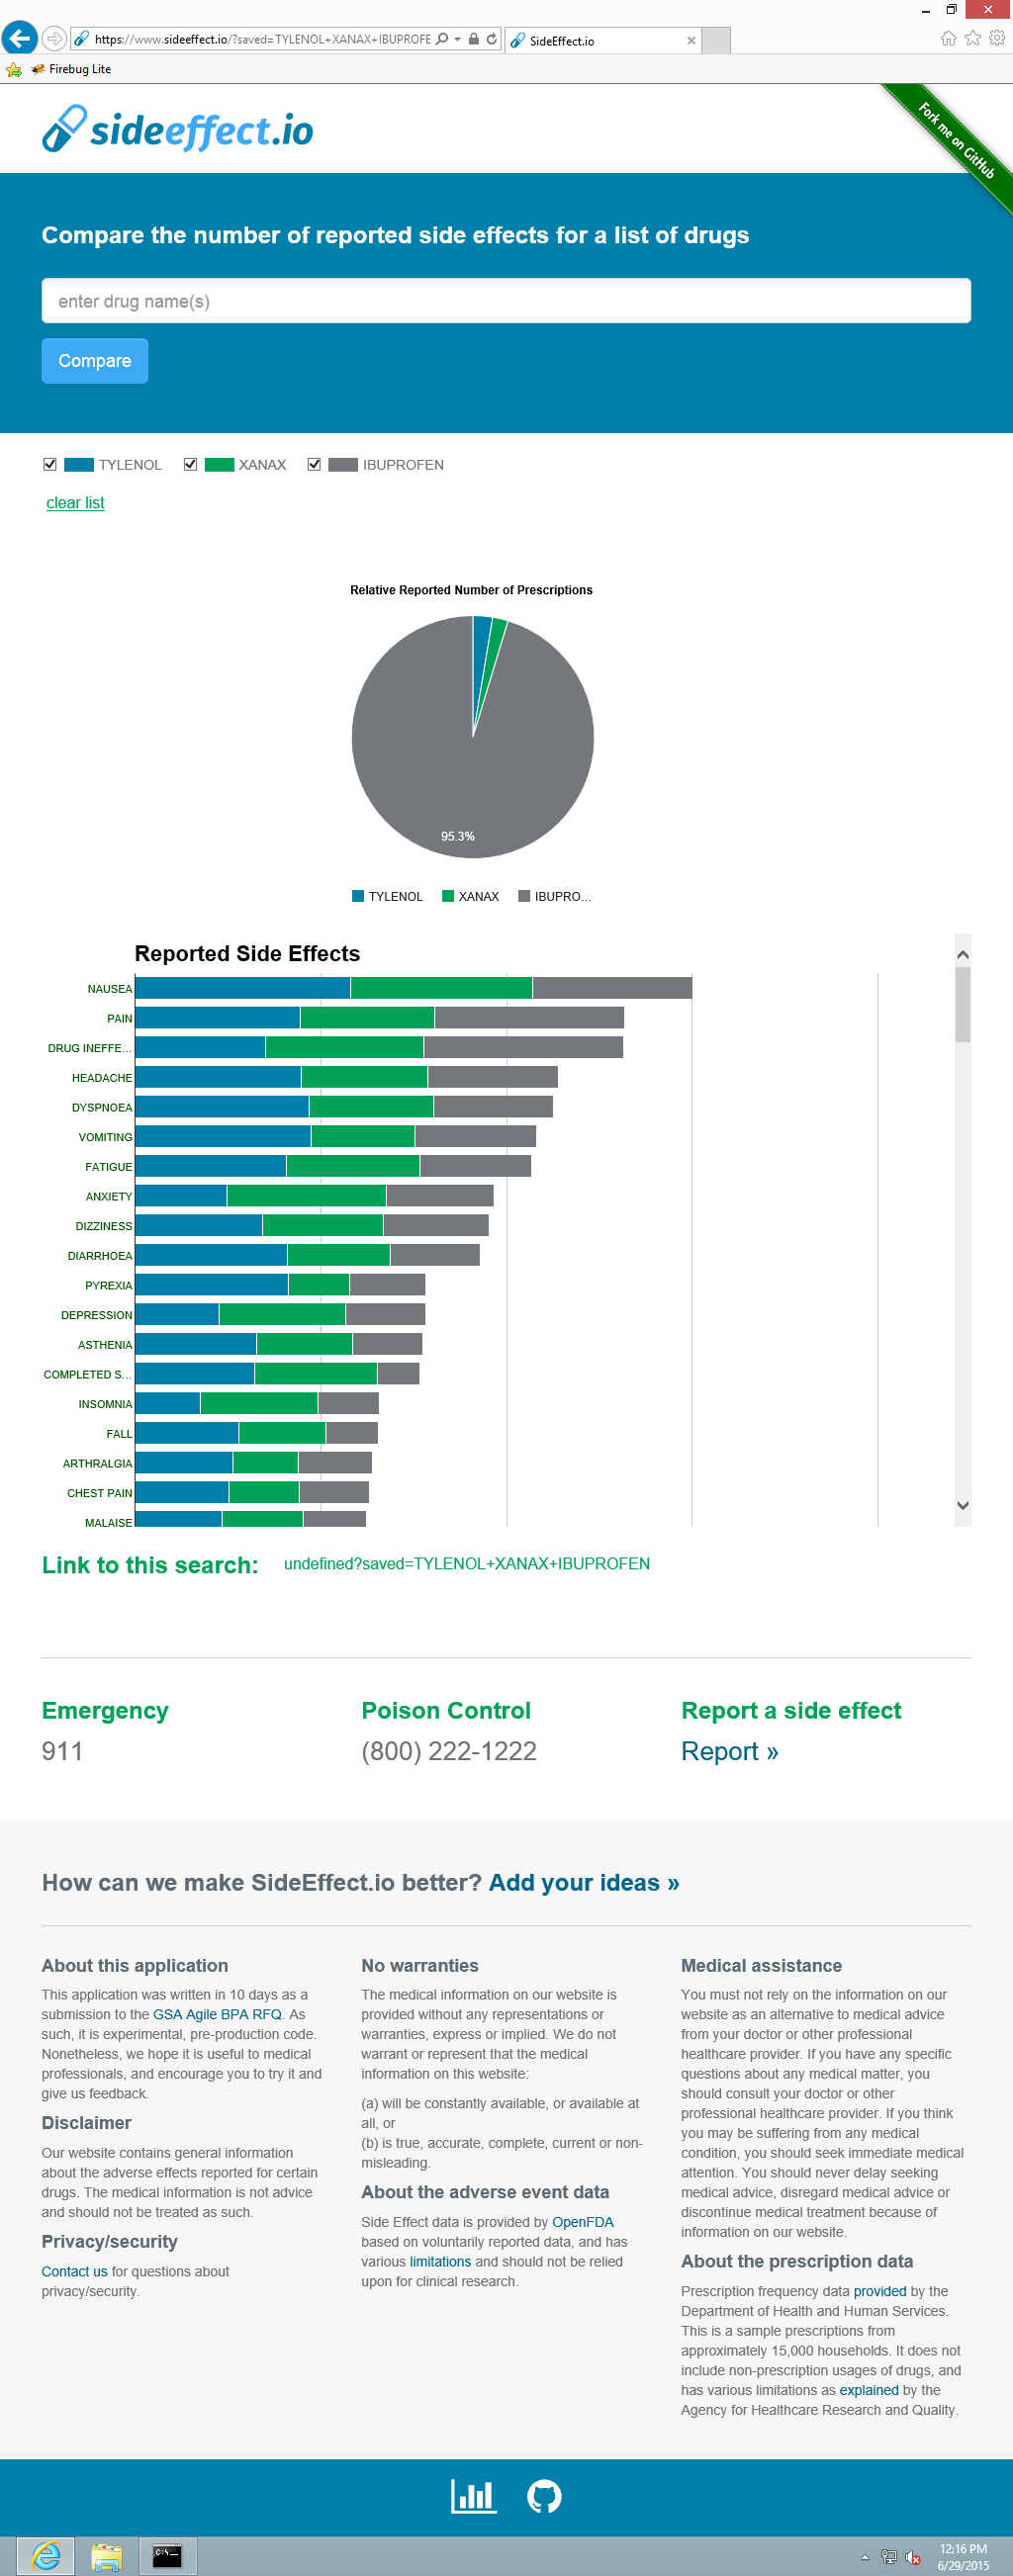 https://www.sideeffect.io/?saved=TYLENOL+XANAX+IBUPROFE
SideEffect.io
Firebug Lite
sideeffect.io
Fork me on GitHub
Compare the number of reported side effects for a list of drugs
enter drug name(s)
Compare
TYLENOL XANAX IBUPROFEN
clear list
Relative Reported Number of Prescriptions
95.3%
TYLENOL XANAX IBUPRO...
Reported Side Effects
NAUSEA
PAIN
DRUG INEFFE...
HEADACHE
DYSPNOEA
VOMITING
FATIGUE
ANXIETY
DIZZINESS
DIARRHOEA
PYREXIA
DEPRESSION
ASTHENIA
COMPLETED S...
INSOMNIA
FALL
ARTHRALGIA
CHEST PAIN
MALAISE
Link to this search: undefined?saved=TYLENOL+XANAX+IBUPROFEN
Emergency
911
Poison Control
(800) 222-1222
Report a side effect
Report »
How can we make SideEffect.io better? Add your ideas »
About this application
This application was written in 10 days as a
submission to the GSA Agile BPA RFQ. As
such, it is experimental, pre-production code.
Nonetheless, we hope it is useful to medical
professionals, and encourage you to try it and
give us feedback.
Disclaimer
Our website contains general information
about the adverse effects reported for certain
drugs. The medical information is not advice
and should not be treated as such.
Privacy/security
Contact us for questions about
privacy/security.
No warranties
The medical information on our website is
provided without any representations or
warranties, express or implied. We do not
warrant or represent that the medical
information on this website:
(a) will be constantly available, or available at
all, or
(b) is true, accurate, complete, current or non-
misleading.
About the adverse event data
Side Effect data is provided by OpenFDA
based on voluntarily reported data, and has
various limitations and should not be relied
upon for clinical research.
Medical assistance
You must not rely on the information on our
website as an alternative to medical advice
from your doctor or other professional
healthcare provider. If you have any specific
questions about any medical matter, you
should consult your doctor or other
professional healthcare provider. If you think
you may be suffering from any medical
condition, you should seek immediate medical
attention. You should never delay seeking
medical advice, disregard medical advice or
discontinue medical treatment because of
information on our website.
About the prescription data
Prescription frequency data provided by the
Department of Health and Human Services.
This is a sample prescriptions from
approximately 15,000 households. It does not
include non-prescription usages of drugs, and
has various limitations as explained by the
Agency for Healthcare Research and Quality.
C:\.
12:16 PM
6/29/2015